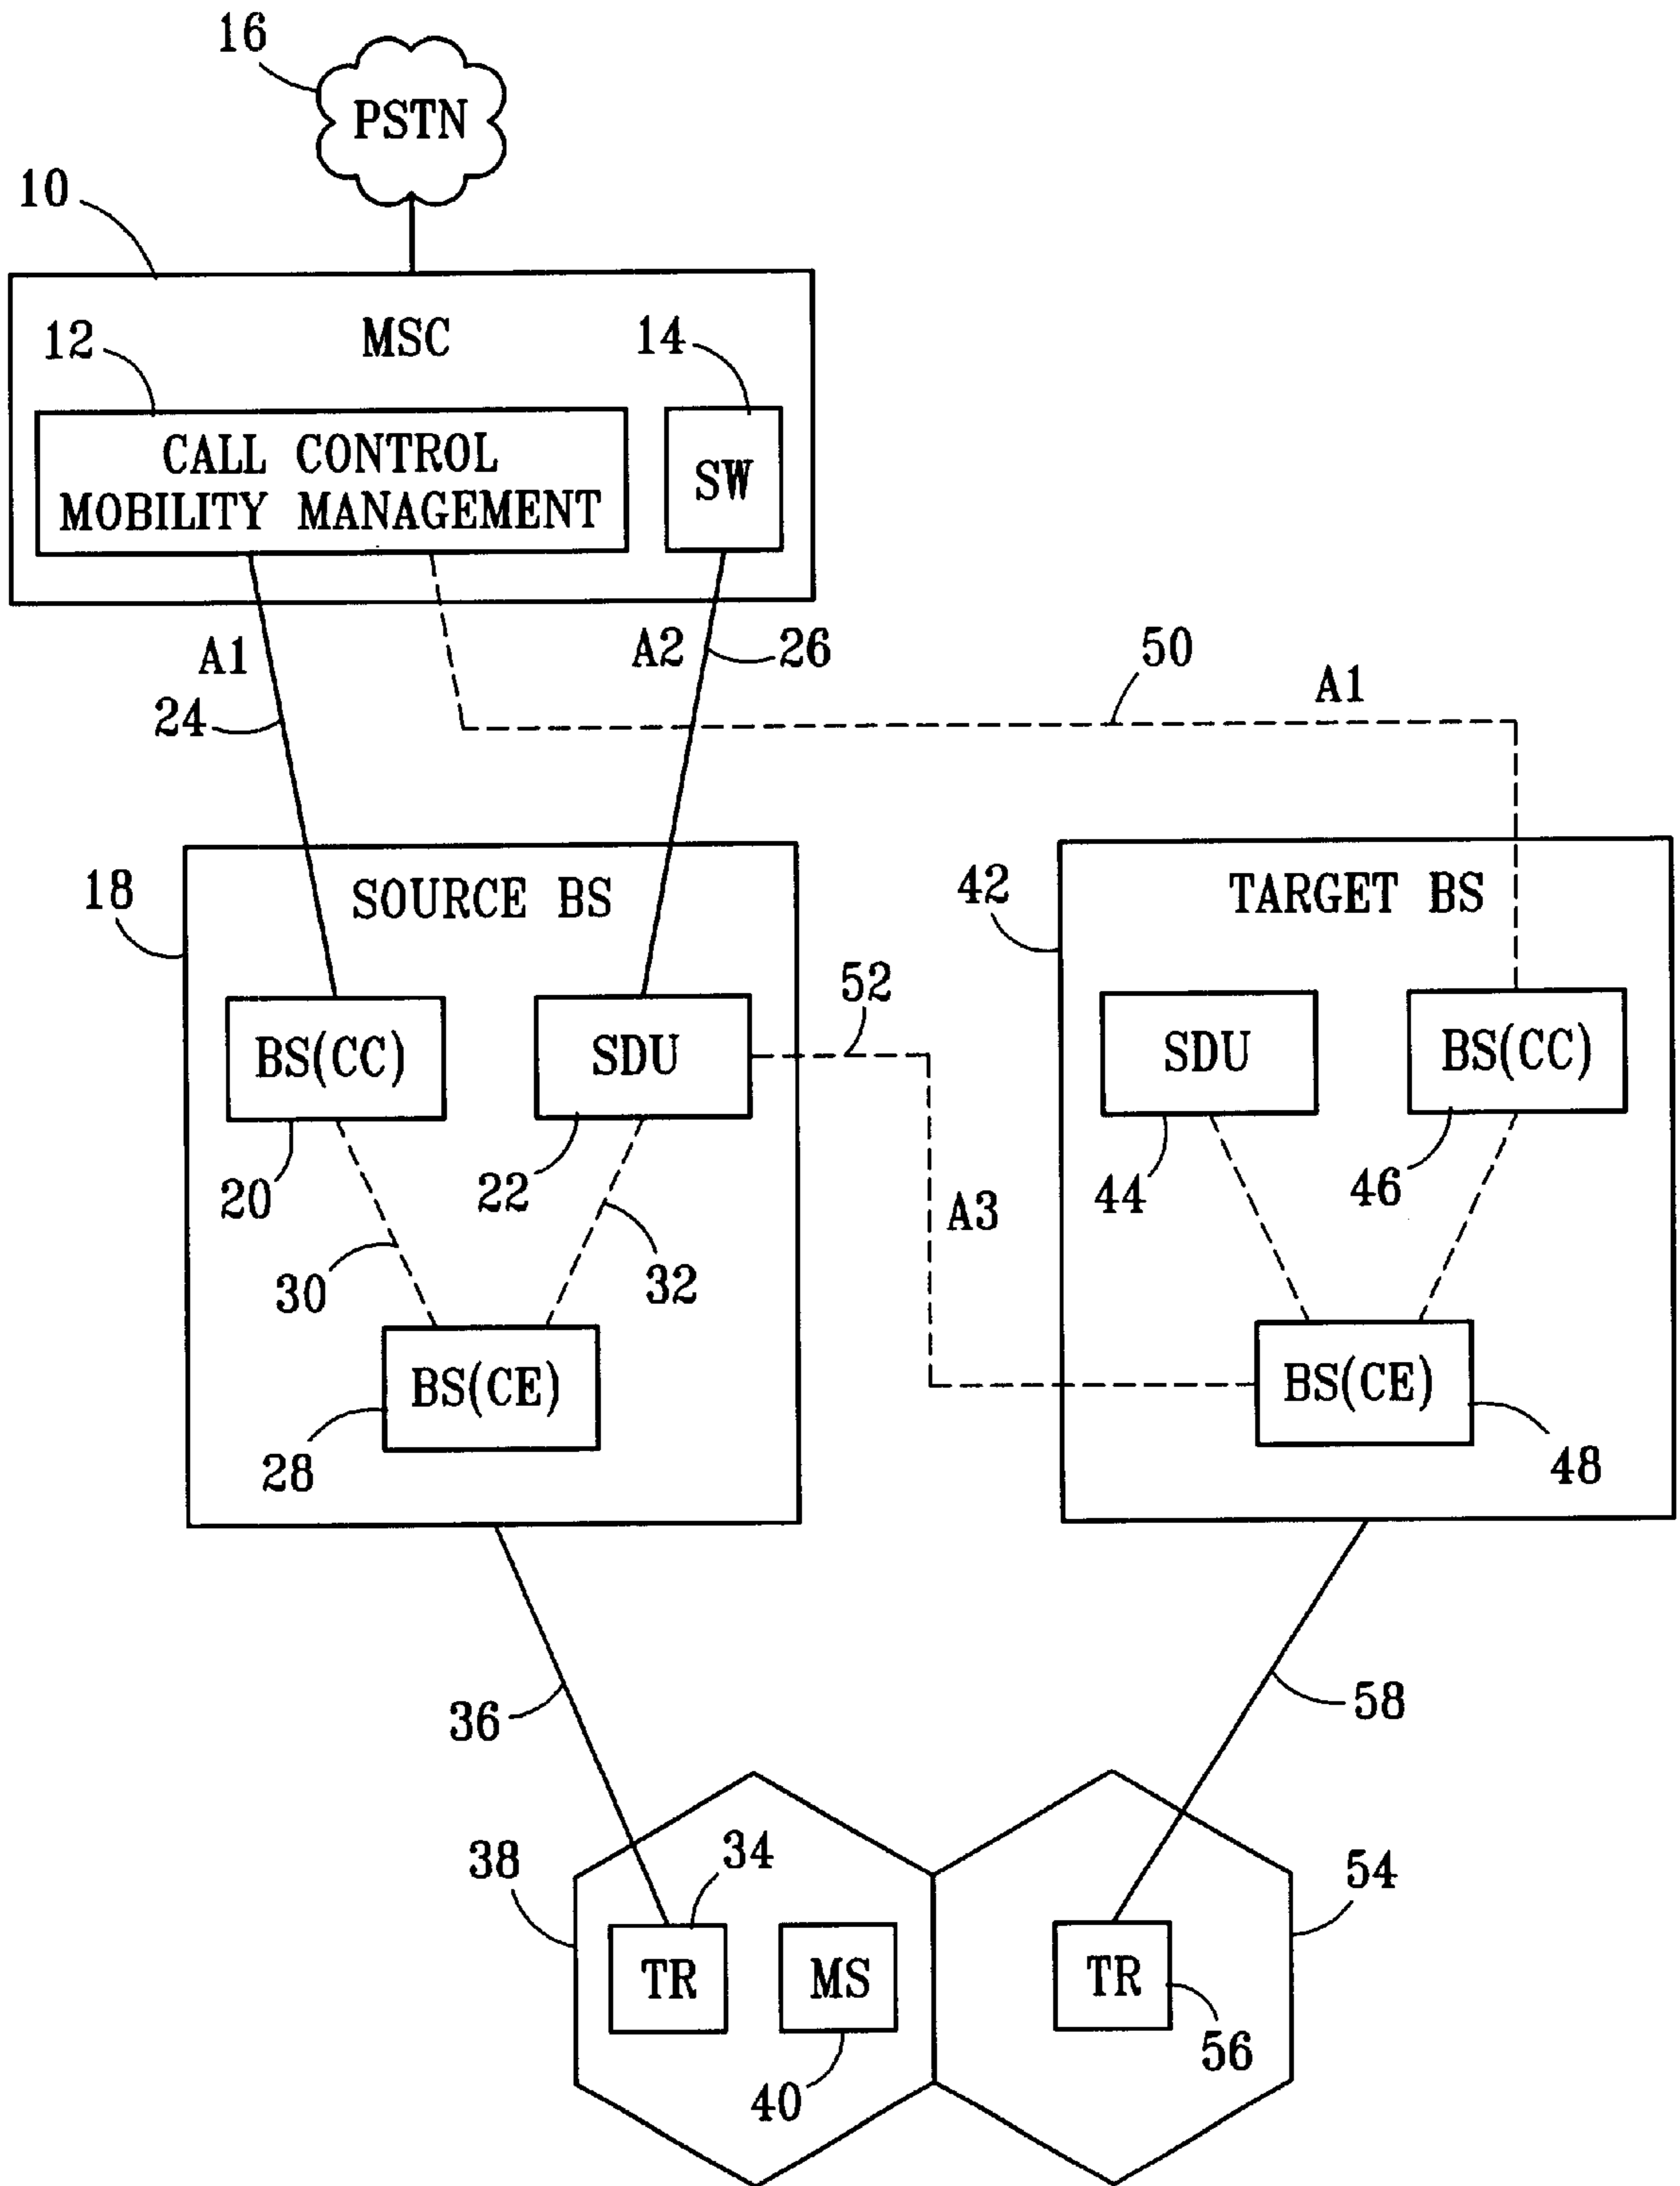 16
PSTN
10
MSC
12
14
CALL CONTROL
MOBILITY MANAGEMENT
SW
A1
A2
26
50
A1
24
18
SOURCE BS
42
TARGET BS
52
BS(CC)
SDU
SDU
BS(CC)
20
22
44
46
A3
30
32
BS(CE)
BS(CE)
28
48
36
58
38
34
54
TR
MS
TR
40
56